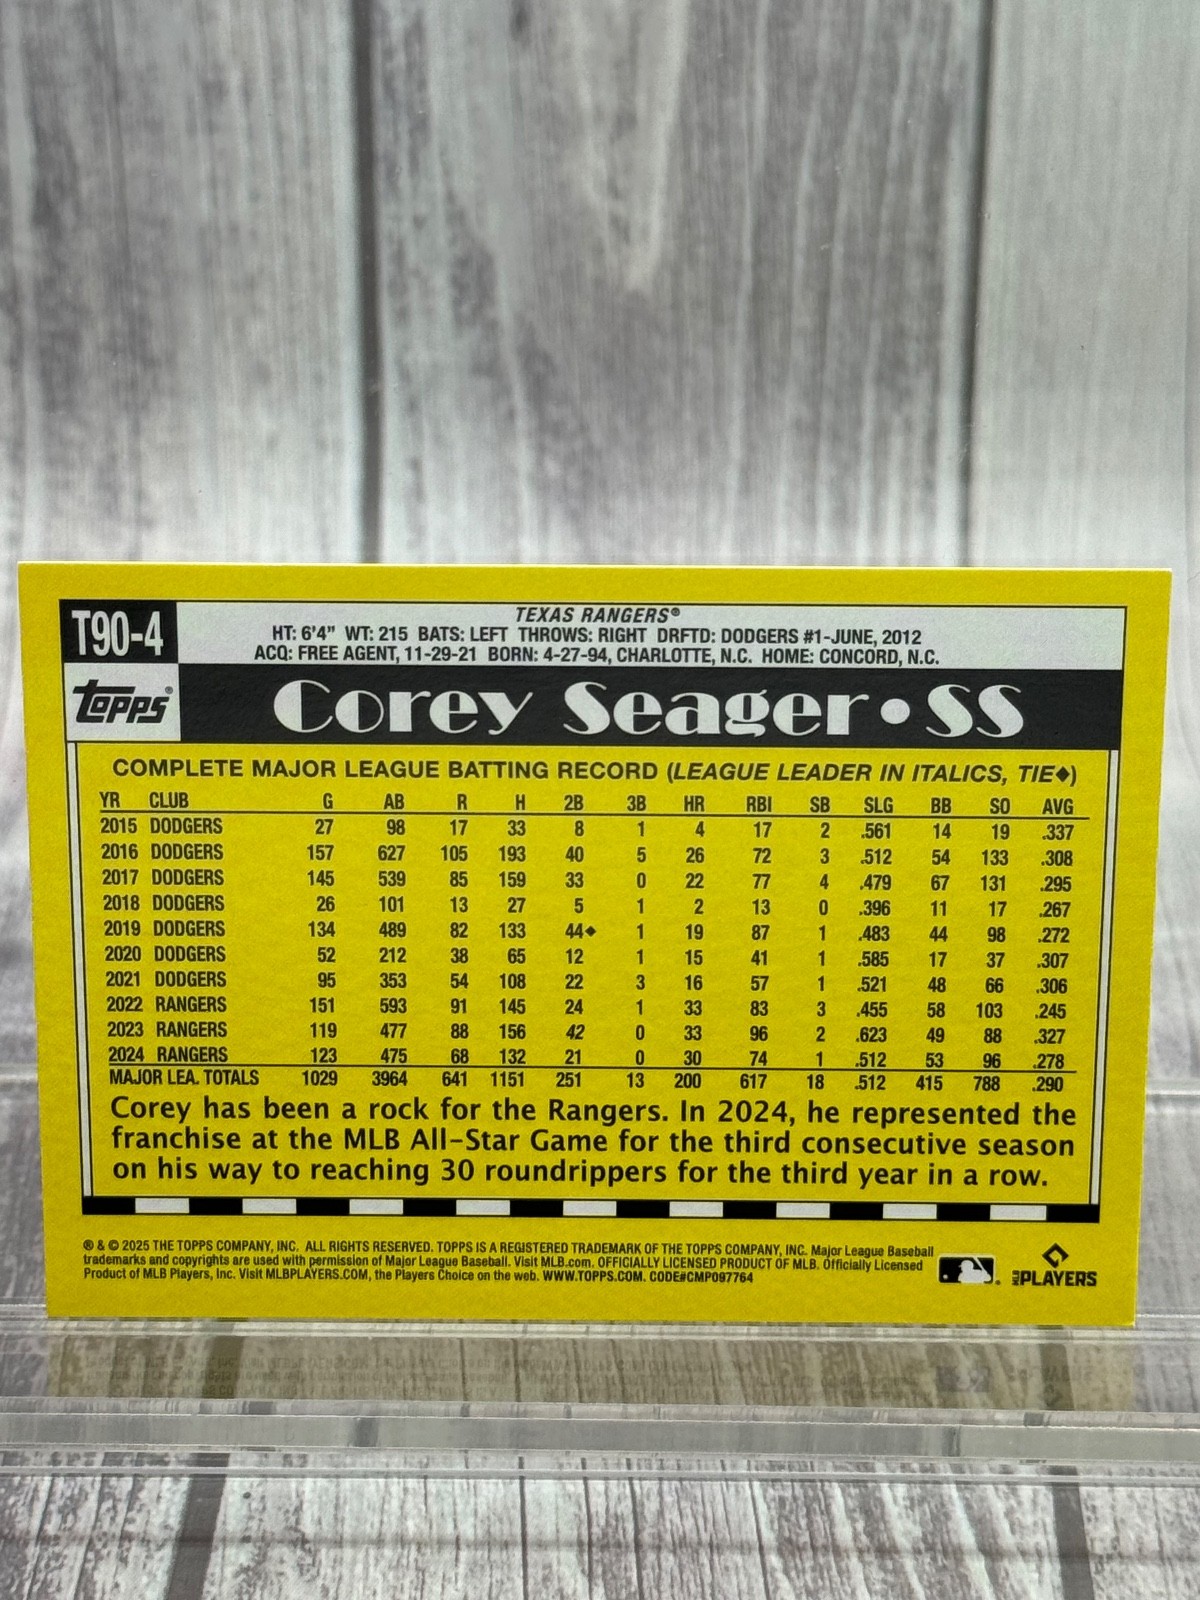 T90-4
TEXAS RANGERS®
HT: 6'4" WT: 215 BATS: LEFT THROWS: RIGHT DRFTD: DODGERS #1-JUNE, 2012
ACQ: FREE AGENT, 11-29-21 BORN: 4-27-94, CHARLOTTE, N.C. HOME: CONCORD, N.C.
Topps®
Corey Seager • SS
COMPLETE MAJOR LEAGUE BATTING RECORD (LEAGUE LEADER IN ITALICS, TIE◆)
YR CLUB G AB R H 2B 3B HR RBI SB SLG BB SO AVG
2015 DODGERS 27 98 17 33 8 1 4 17 2 .561 14 19 .337
2016 DODGERS 157 627 105 193 40 5 26 72 3 .512 54 133 .308
2017 DODGERS 145 539 85 159 33 0 22 77 4 .479 67 131 .295
2018 DODGERS 26 101 13 27 5 1 2 13 0 .396 11 17 .267
2019 DODGERS 134 489 82 133 44◆ 1 19 87 1 .483 44 98 .272
2020 DODGERS 52 212 38 65 12 1 15 41 1 .585 17 37 .307
2021 DODGERS 95 353 54 108 22 3 16 57 1 .521 48 66 .306
2022 RANGERS 151 593 91 145 24 1 33 83 3 .455 58 103 .245
2023 RANGERS 119 477 88 156 42 0 33 96 2 .623 49 88 .327
2024 RANGERS 123 475 68 132 21 0 30 74 1 .512 53 96 .278
MAJOR LEA. TOTALS 1029 3964 641 1151 251 13 200 617 18 .512 415 788 .290
Corey has been a rock for the Rangers. In 2024, he represented the
franchise at the MLB All-Star Game for the third consecutive season
on his way to reaching 30 roundrippers for the third year in a row.
® & © 2025 THE TOPPS COMPANY, INC. ALL RIGHTS RESERVED. TOPPS IS A REGISTERED TRADEMARK OF THE TOPPS COMPANY, INC. Major League Baseball
trademarks and copyrights are used with permission of Major League Baseball. Visit MLB.com. OFFICIALLY LICENSED PRODUCT OF MLB. Officially Licensed
Product of MLB Players, Inc. Visit MLBPLAYERS.COM, the Players Choice on the web. WWW.TOPPS.COM. CODE#CMP097764
MLB PLAYERS